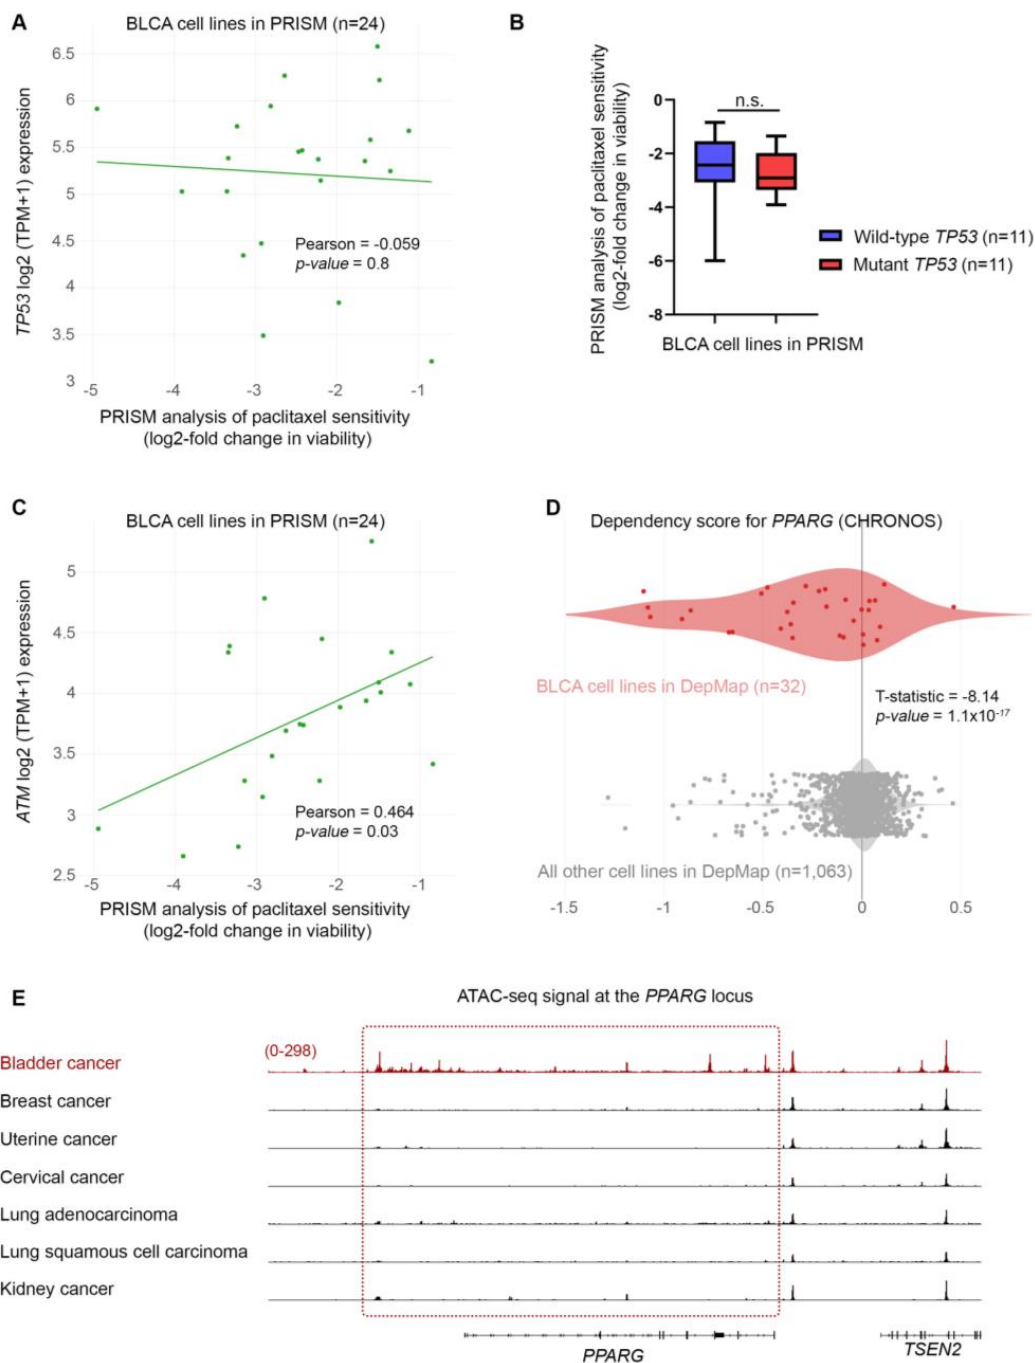 A
BLCA cell lines in PRISM (n=24)
TP53 log2 (TPM+1) expression
6.5
6
5.5
5
4.5
4
3.5
3
Pearson = -0.059
p-value = 0.8
-5
-4
-3
-2
-1
PRISM analysis of paclitaxel sensitivity
(log2-fold change in viability)
B
PRISM analysis of paclitaxel sensitivity
(log2-fold change in viability)
0
-2
-4
-6
-8
n.s.
Wild-type TP53 (n=11)
Mutant TP53 (n=11)
BLCA cell lines in PRISM
C
BLCA cell lines in PRISM (n=24)
ATM log2 (TPM+1) expression
5
4.5
4
3.5
3
2.5
Pearson = 0.464
p-value = 0.03
-5
-4
-3
-2
-1
PRISM analysis of paclitaxel sensitivity
(log2-fold change in viability)
D
Dependency score for PPARG (CHRONOS)
BLCA cell lines in DepMap (n=32)
T-statistic = -8.14
p-value = 1.1x10⁻¹⁷
All other cell lines in DepMap (n=1,063)
-1.5
-1
-0.5
0
0.5
E
ATAC-seq signal at the PPARG locus
(0-298)
Bladder cancer
Breast cancer
Uterine cancer
Cervical cancer
Lung adenocarcinoma
Lung squamous cell carcinoma
Kidney cancer
PPARG
TSEN2